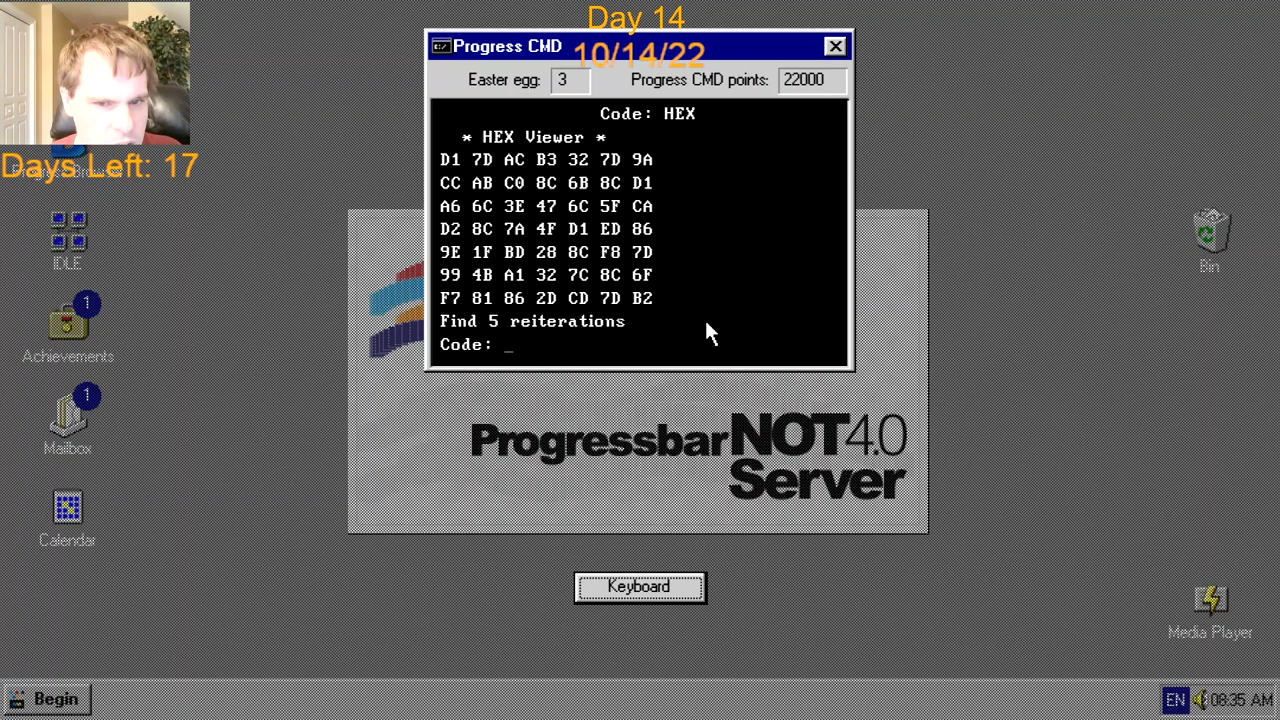 Day 14
Progress CMD
10/14/22
Easter egg: 3 Progress CMD points: 22000
Code: HEX
* HEX Viewer *
D1 7D AC B3 32 7D 9A
CC AB C0 8C 6B 8C D1
A6 6C 3E 47 6C 5F CA
D2 8C 7A 4F D1 ED 86
9E 1F BD 28 8C F8 7D
99 4B A1 32 7C 8C 6F
F7 81 86 2D CD 7D B2
Find 5 reiterations
Code: _
Days Left: 17
IDLE
1
Achievements
1
Mailbox
Calendar
Bin
ProgressbarNOT4.0
Server
Keyboard
Media Player
Begin
EN 08:35 AM